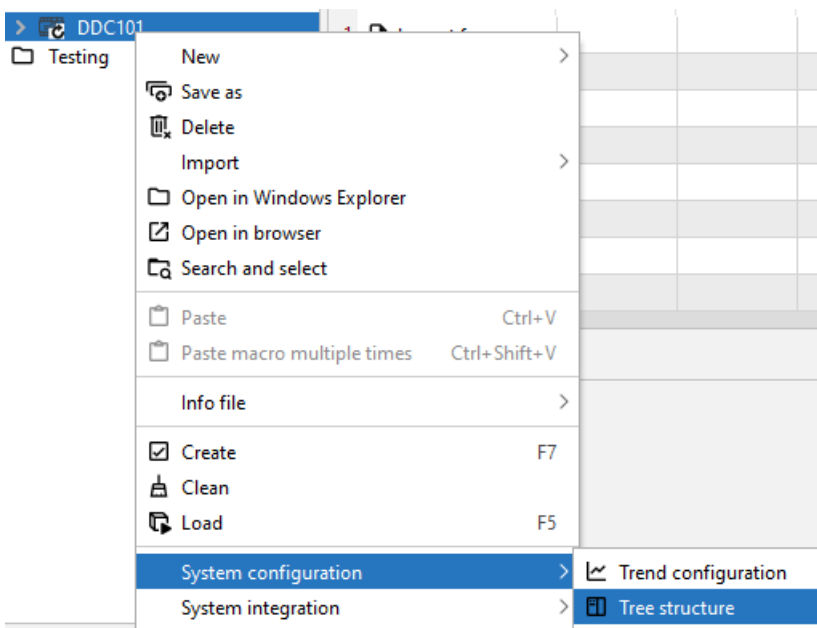 DDC101
1
Testing
New
Save as
Delete
Import
Open in Windows Explorer
Open in browser
Search and select
Paste Ctrl+V
Paste macro multiple times Ctrl+Shift+V
Info file
Create F7
Clean
Load F5
System configuration
Trend configuration
System integration
Tree structure